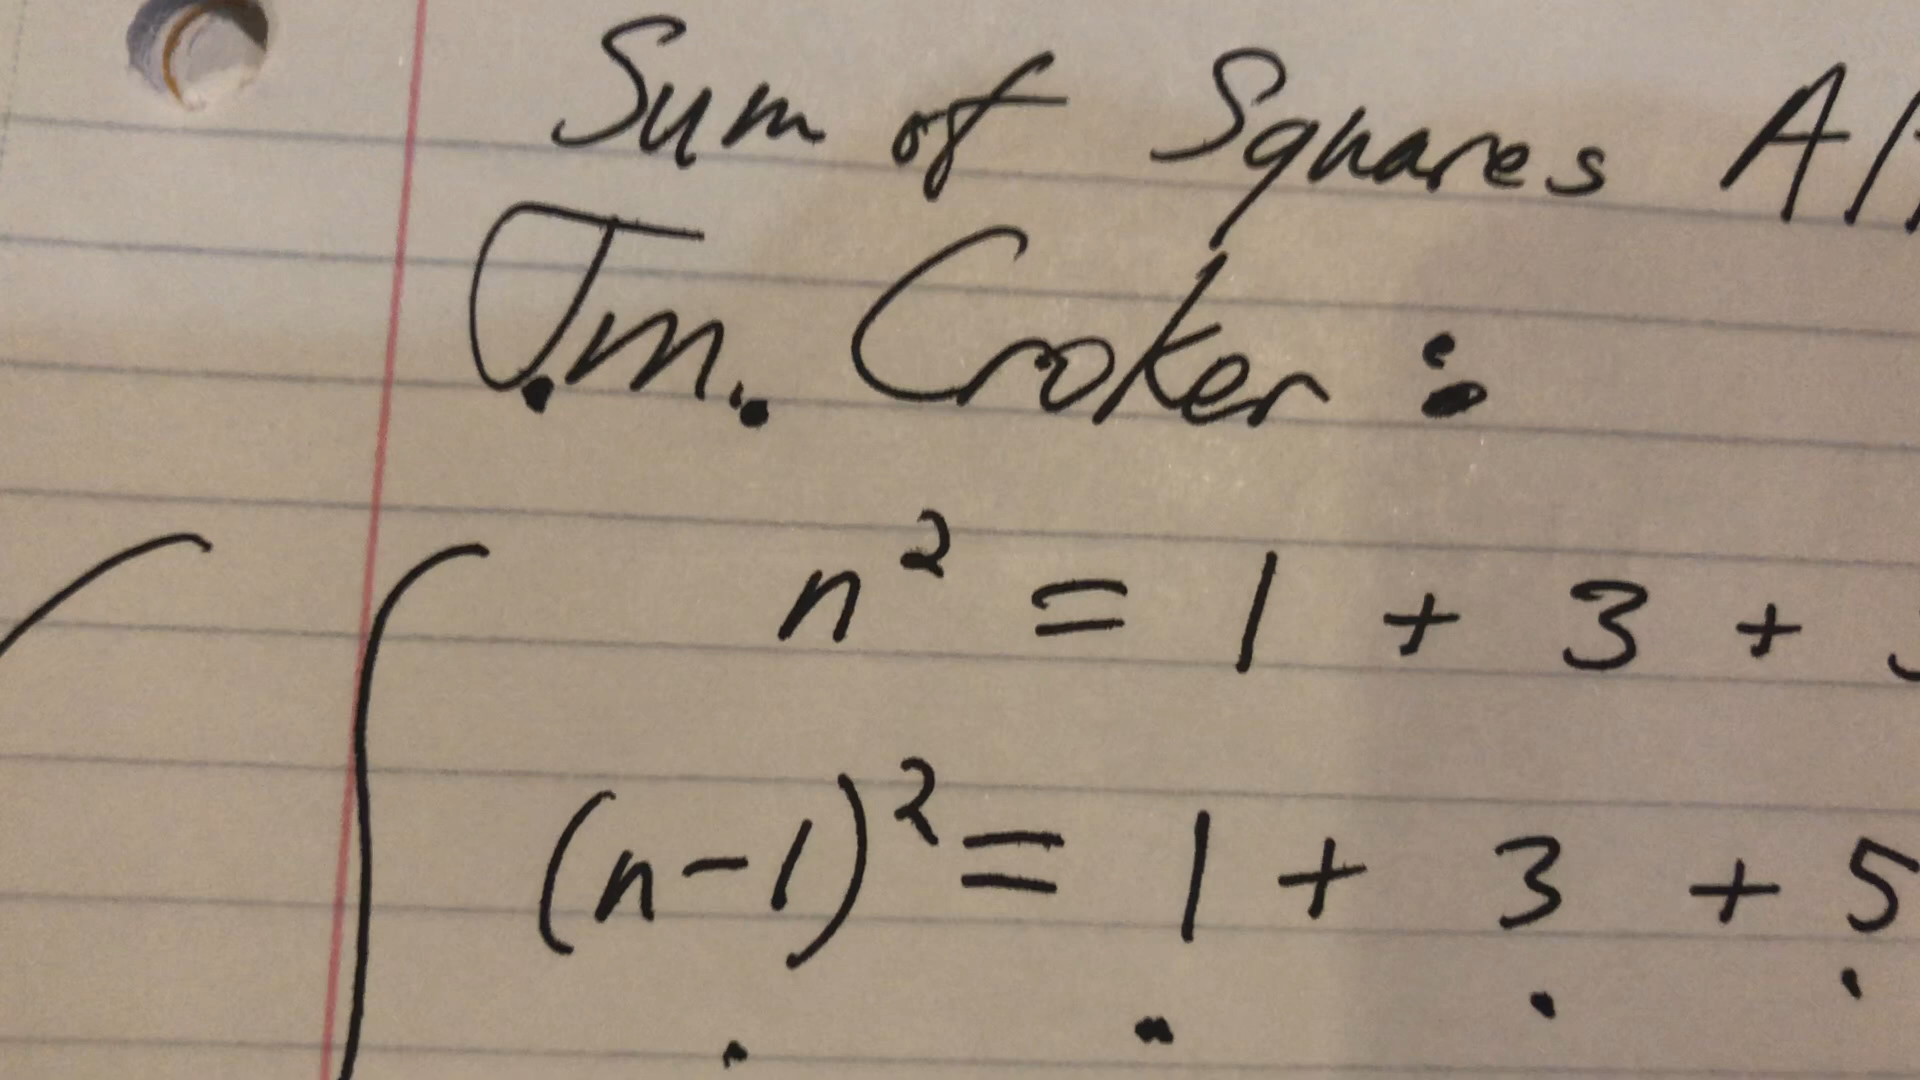 Sum of Squares
J.M. Croker:
n² = 1 + 3 +
(n-1)² = 1 + 3 + 5
. . . .